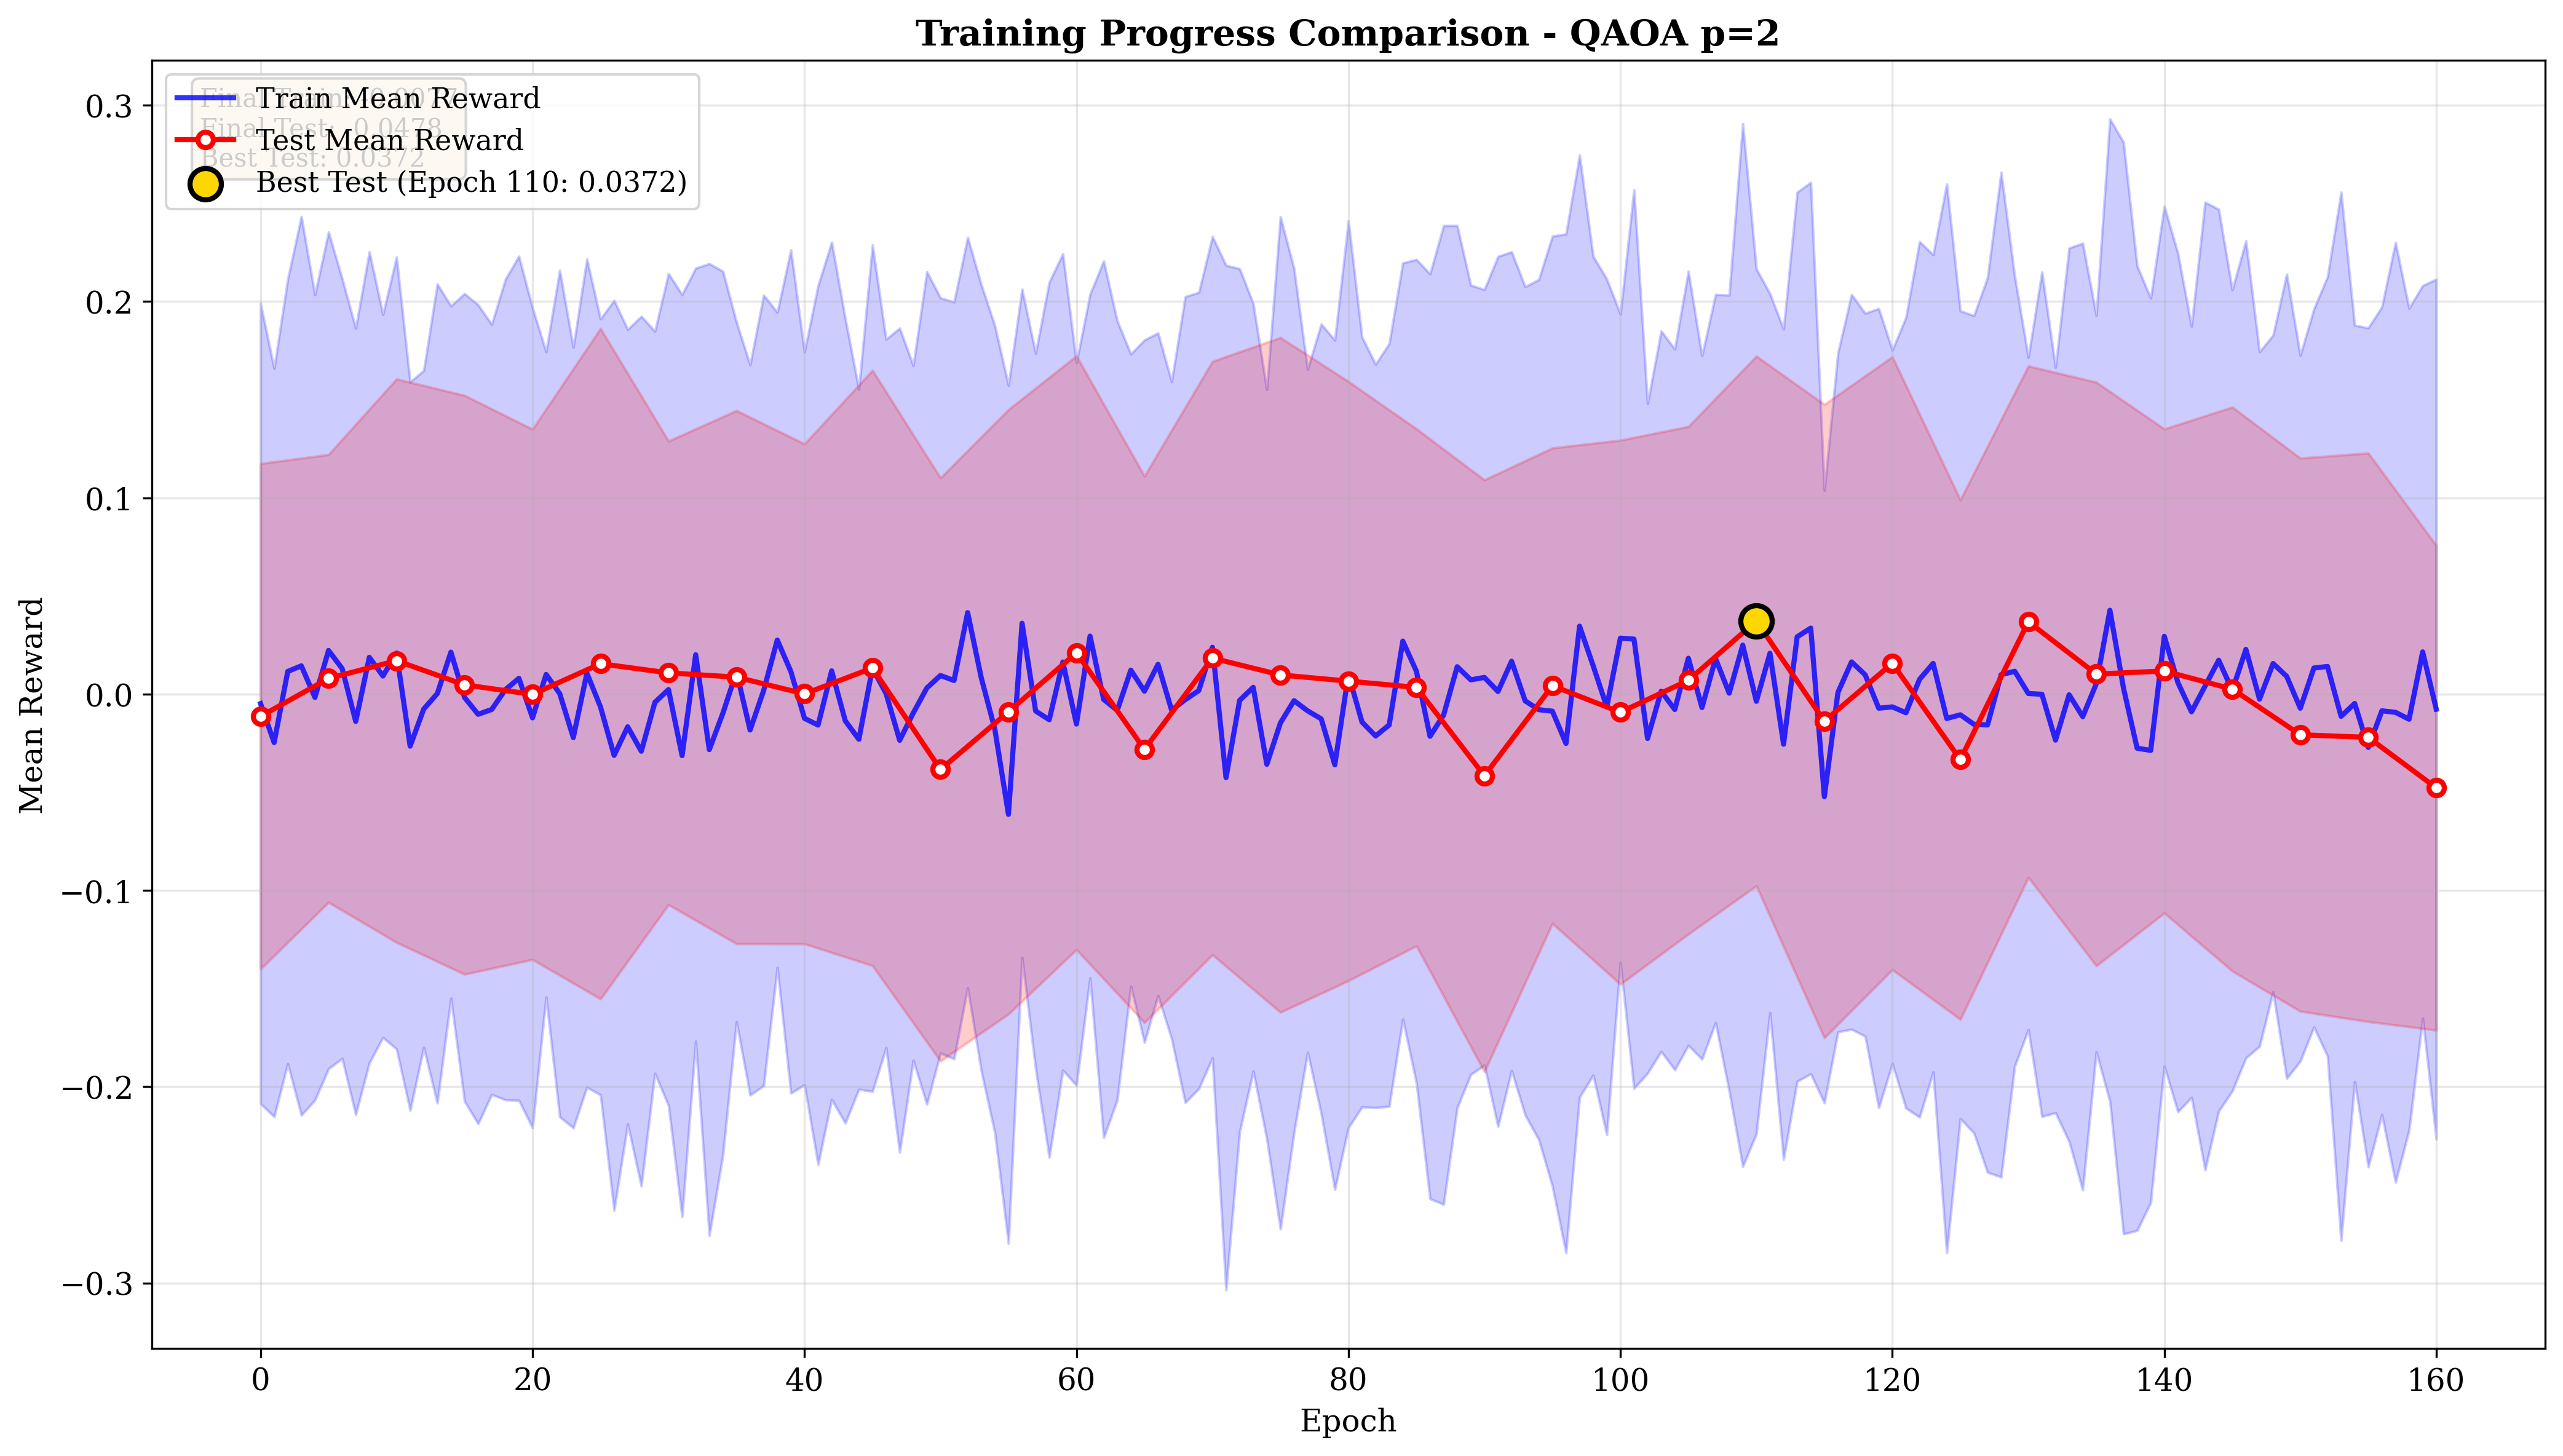 Training Progress Comparison - QAOA p=2
Train Mean Reward
Test Mean Reward
Best Test (Epoch 110: 0.0372)
Final Train:
Final Test: 0.0478
Best Test: 0.0372
Mean Reward
0.3
0.2
0.1
0.0
−0.1
−0.2
−0.3
0 20 40 60 80 100 120 140 160
Epoch